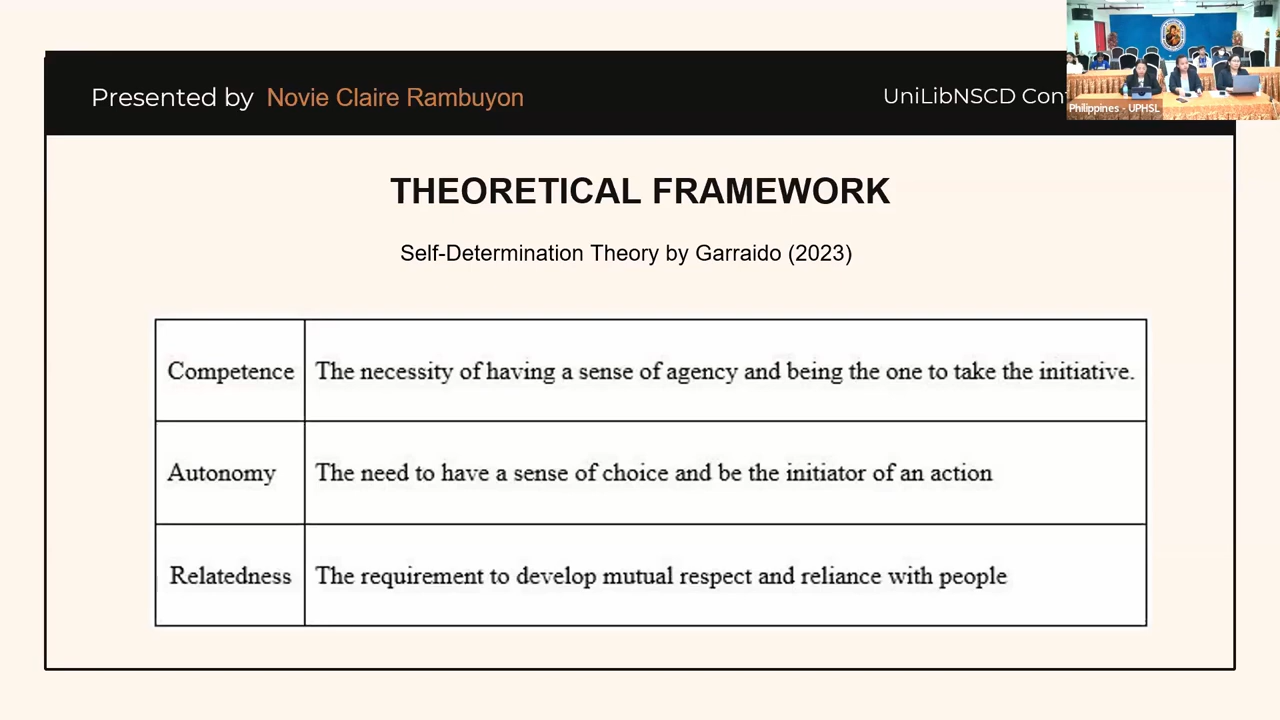 Presented by Novie Claire Rambuyon
UniLibNSCD
Philippines - UPHSL
THEORETICAL FRAMEWORK
Self-Determination Theory by Garraido (2023)
Competence The necessity of having a sense of agency and being the one to take the initiative.
Autonomy The need to have a sense of choice and be the initiator of an action
Relatedness The requirement to develop mutual respect and reliance with people